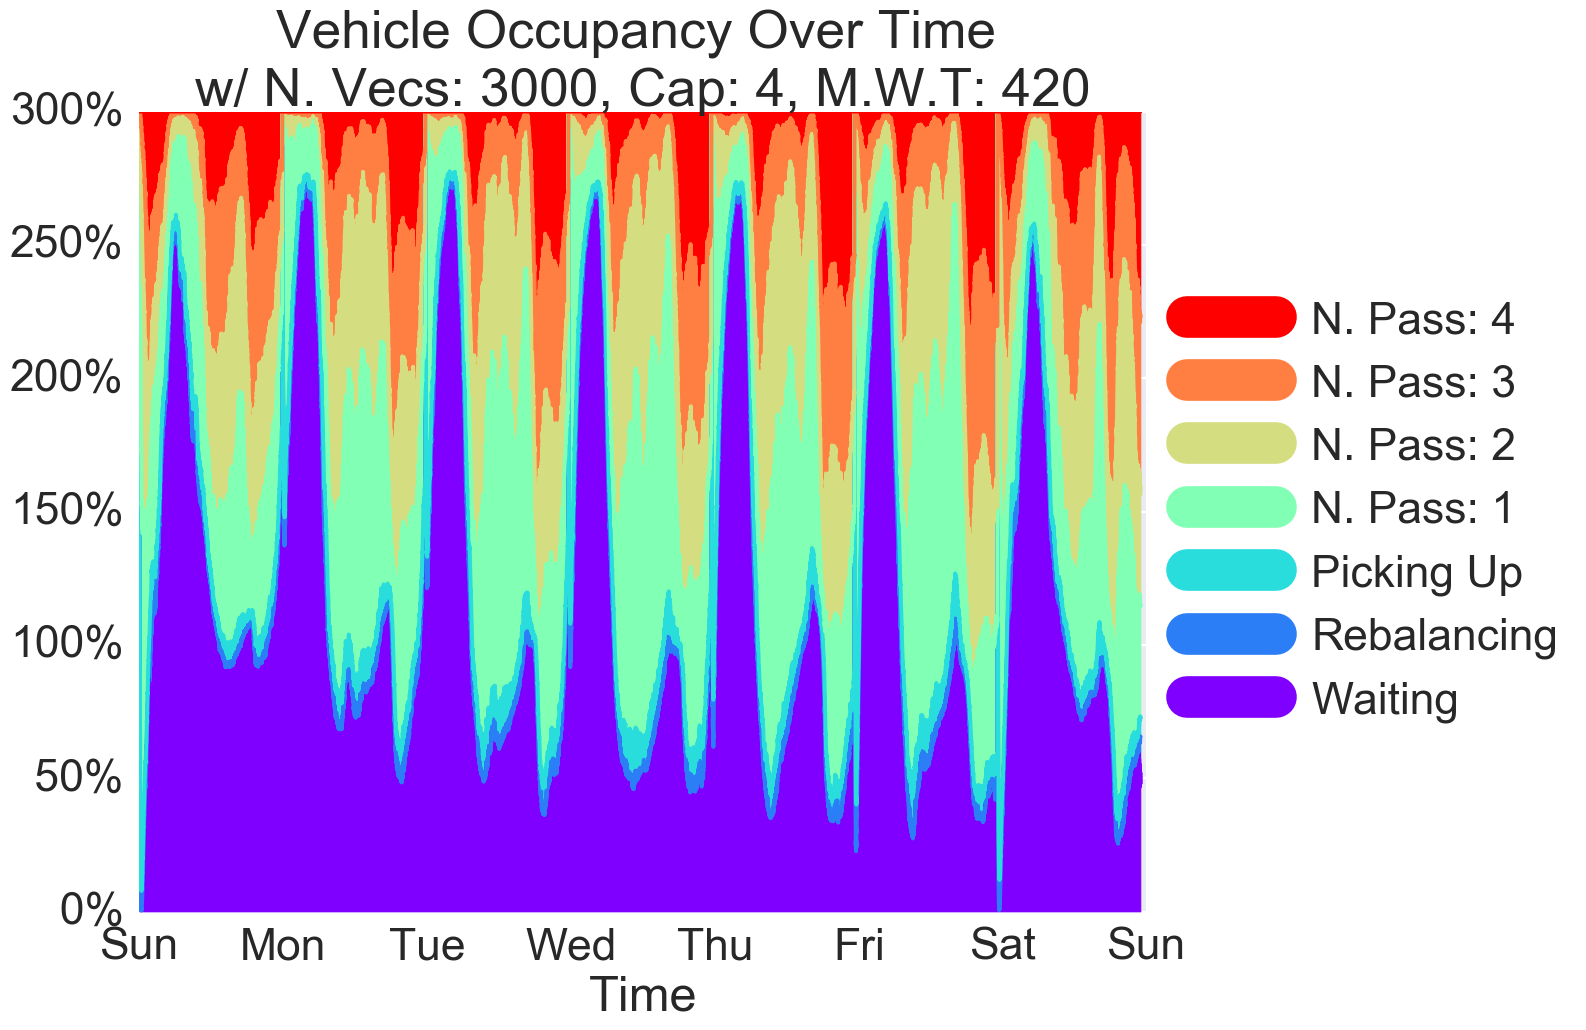 Vehicle Occupancy Over Time
w/ N. Vecs: 3000, Cap: 4, M.W.T: 420
300%
250%
200%
150%
100%
50%
0%
Sun Mon Tue Wed Thu Fri Sat Sun
Time
N. Pass: 4
N. Pass: 3
N. Pass: 2
N. Pass: 1
Picking Up
Rebalancing
Waiting